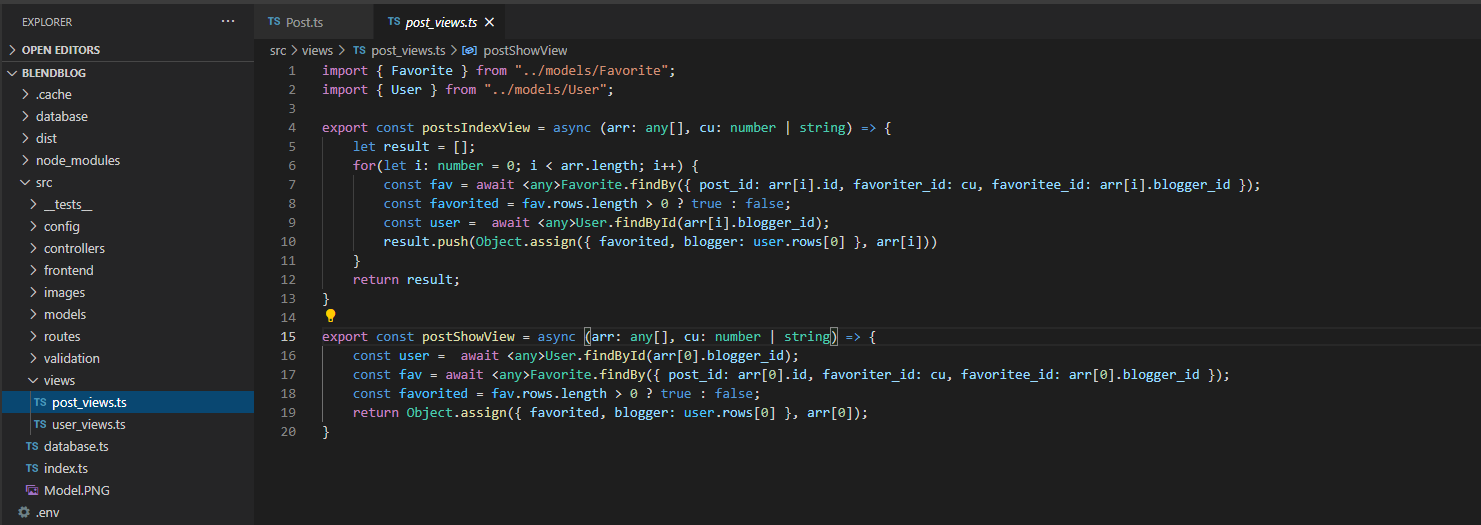 EXPLORER ···
OPEN EDITORS
BLENDBLOG
.cache
database
dist
node_modules
src
__tests__
config
controllers
frontend
images
models
routes
validation
views
TS post_views.ts
TS user_views.ts
TS database.ts
TS index.ts
Model.PNG
.env
TS Post.ts
TS post_views.ts
src > views > TS post_views.ts > postShowView
1 import { Favorite } from "../models/Favorite";
2 import { User } from "../models/User";
3
4 export const postsIndexView = async (arr: any[], cu: number | string) => {
5     let result = [];
6     for(let i: number = 0; i < arr.length; i++) {
7         const fav = await <any>Favorite.findBy({ post_id: arr[i].id, favoriter_id: cu, favoritee_id: arr[i].blogger_id });
8         const favorited = fav.rows.length > 0 ? true : false;
9         const user =  await <any>User.findById(arr[i].blogger_id);
10         result.push(Object.assign({ favorited, blogger: user.rows[0] }, arr[i]))
11     }
12     return result;
13 }
14
15 export const postShowView = async (arr: any[], cu: number | string) => {
16     const user =  await <any>User.findById(arr[0].blogger_id);
17     const fav = await <any>Favorite.findBy({ post_id: arr[0].id, favoriter_id: cu, favoritee_id: arr[0].blogger_id });
18     const favorited = fav.rows.length > 0 ? true : false;
19     return Object.assign({ favorited, blogger: user.rows[0] }, arr[0]);
20 }